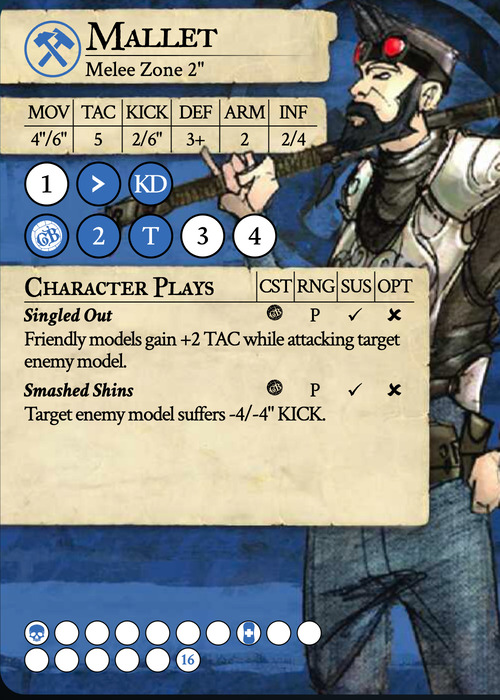 MALLET
Melee Zone 2"
MOV TAC KICK DEF ARM INF
4"/6" 5 2/6" 3+ 2 2/4
1 > KD
GB 2 T 3 4
CHARACTER PLAYS CST RNG SUS OPT
Singled Out GB P ✓ ✘
Friendly models gain +2 TAC while attacking target
enemy model.
Smashed Shins GB P ✓ ✘
Target enemy model suffers -4/-4" KICK.
16